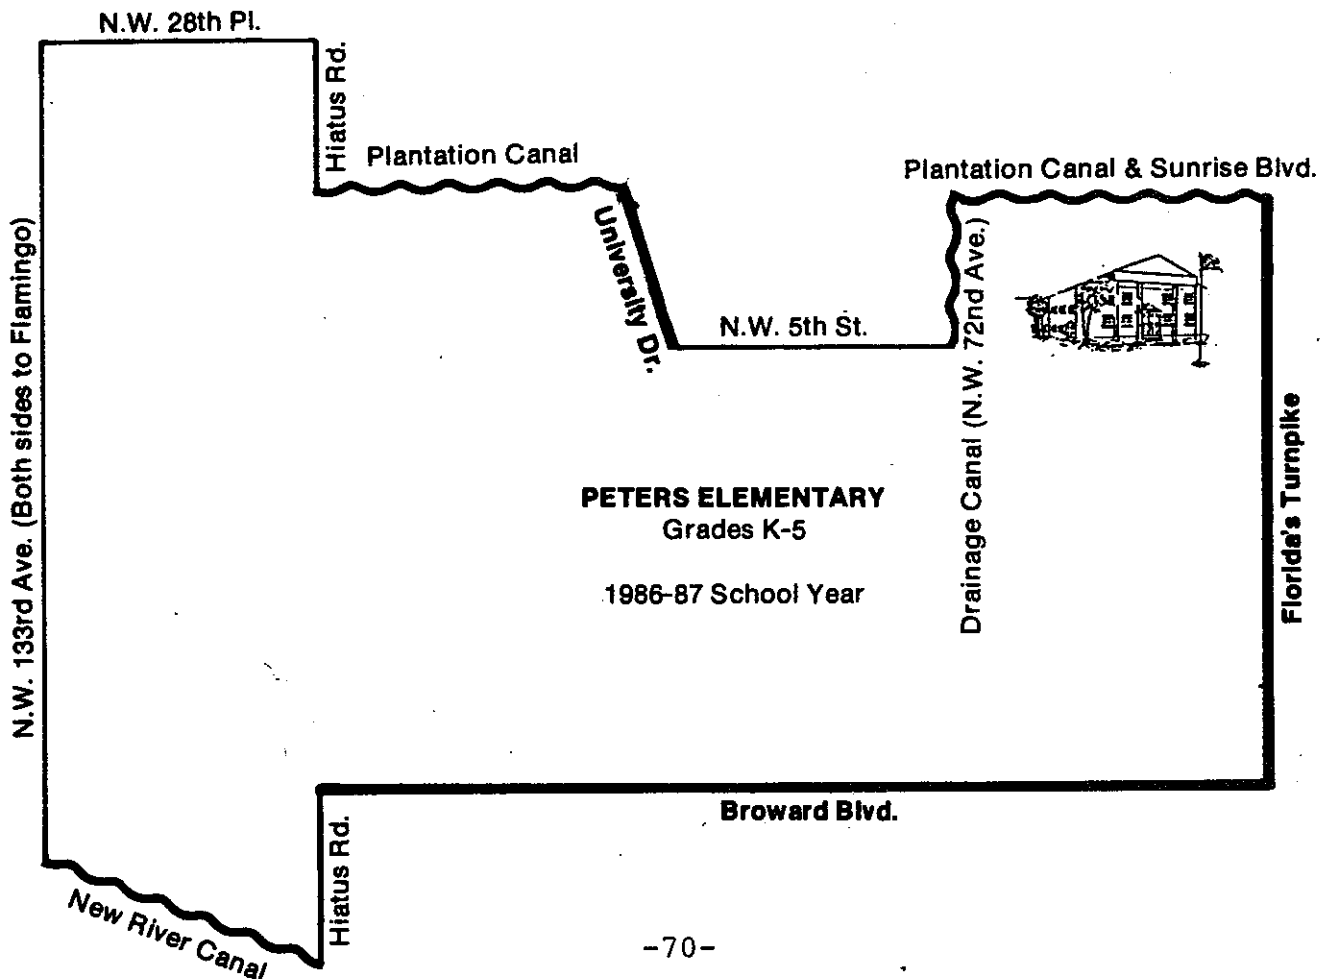 N.W. 28th Pl.
Hiatus Rd.
Plantation Canal
Plantation Canal & Sunrise Blvd.
University Dr.
N.W. 5th St.
Drainage Canal (N.W. 72nd Ave.)
N.W. 133rd Ave. (Both sides to Flamingo)
Florida's Turnpike
PETERS ELEMENTARY
Grades K-5
1986-87 School Year
Broward Blvd.
Hiatus Rd.
New River Canal
-70-